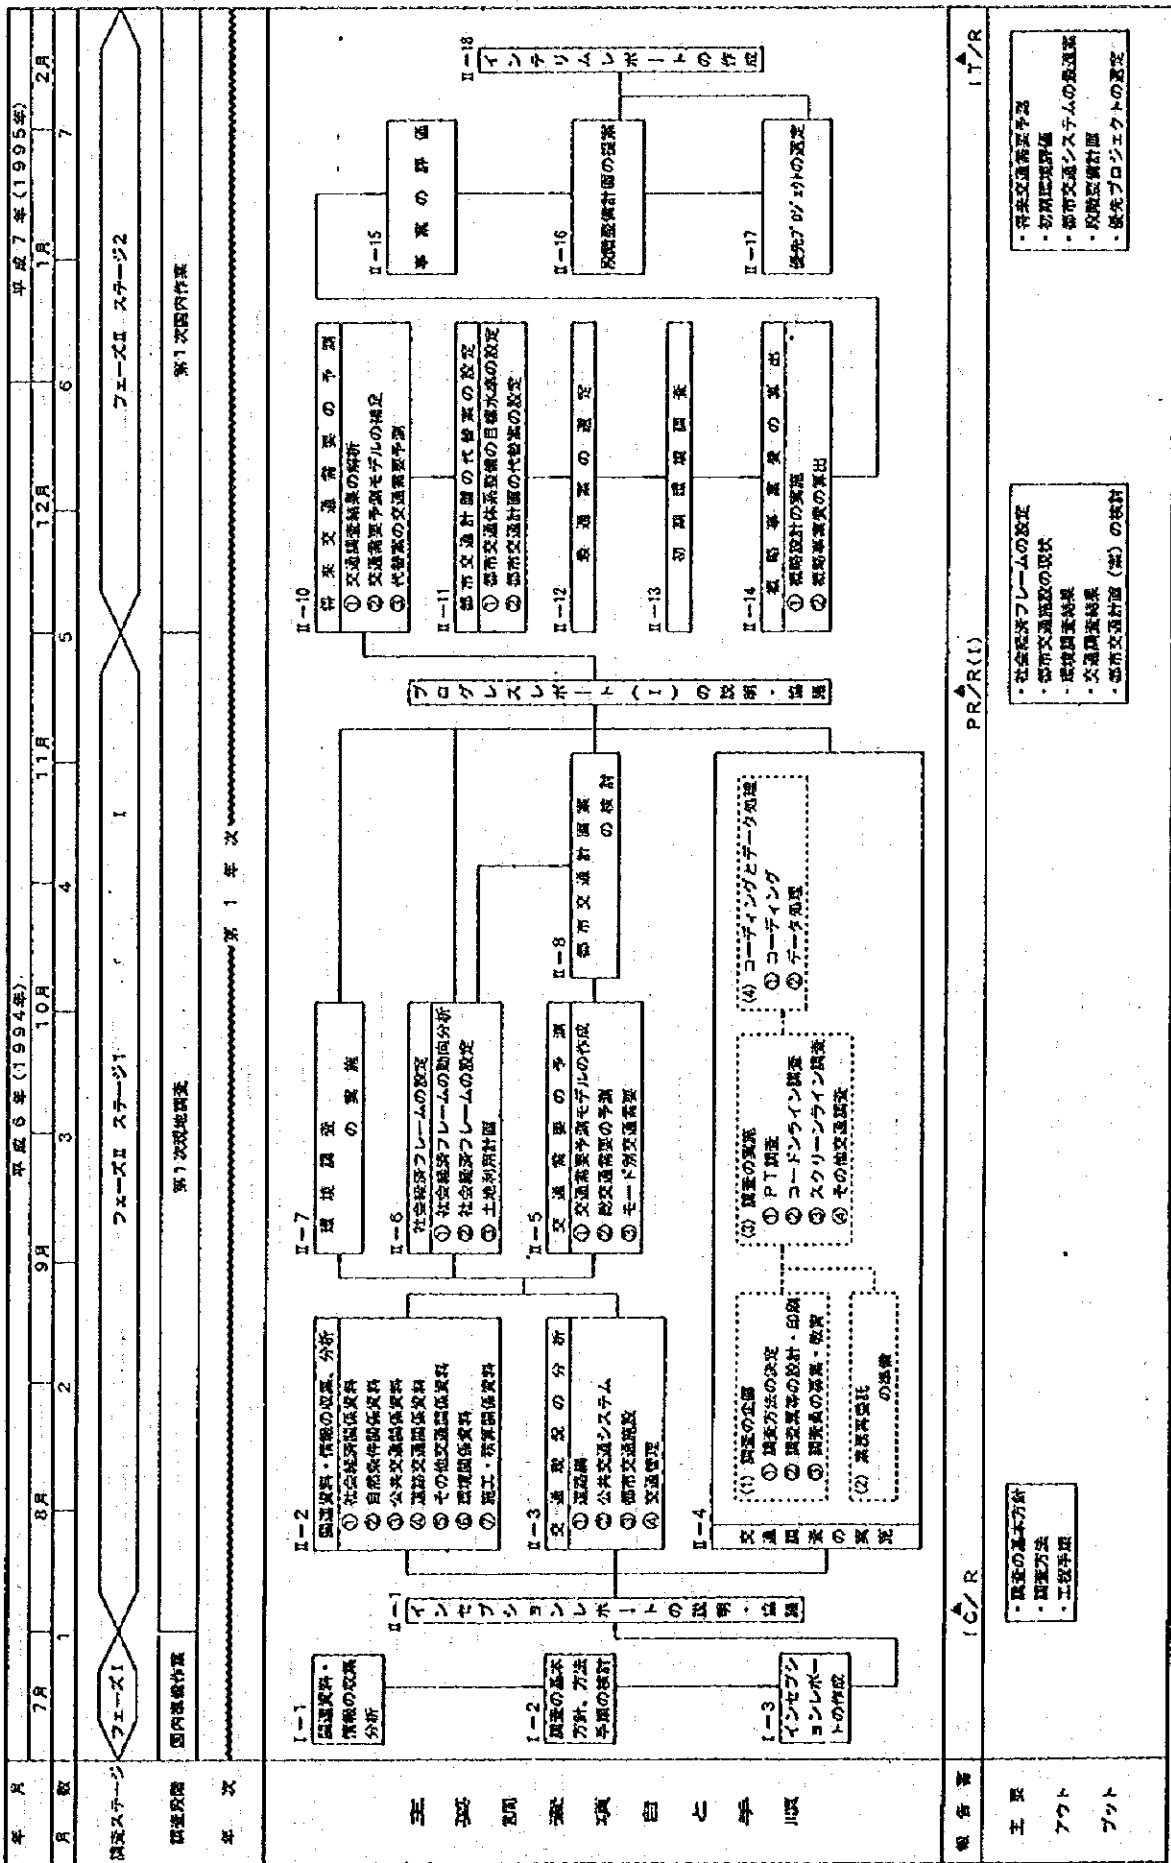 年 月
平成6年(1994年)
平成7年(1995年)
7月
8月
9月
10月
11月
12月
1月
2月
月 数
1
2
3
4
5
6
7
調査ステージ
フェーズI
フェーズII ステージ1
I
フェーズII ステージ2
調査段階
国内準備作業
第1次現地調査
第1次国内作業
年 次
第 1 年 次
主要調査項目と手順
I-1
関連資料・
情報の収集
分析
I-2
調査の基本
方針、方法
手順の検討
I-3
インセプシ
ョンレポー
トの作成
II-1
インセプションレポートの説明・協議
II-2
関連資料・情報の収集、分析
① 社会経済関係資料
② 自然条件関係資料
③ 公共交通関係資料
④ 道路交通関係資料
⑤ その他交通関係資料
⑥ 環境関係資料
⑦ 施工・積算関係資料
II-3
交通現況の分析
① 道路網
② 公共交通システム
③ 都市交通施設
④ 交通管理
II-4
交通調査の実施
(1) 調査の企画
① 調査方法の決定
② 調査票等の設計・印刷
③ 調査員の募集・教育
(2) 業務再委託
の準備
(3) 調査の実施
① PT調査
② コードンライン調査
③ スクリーンライン調査
④ その他交通調査
(4) コーディングとデータ処理
① コーディング
② データ処理
II-7
環境調査
の実施
II-6
社会経済フレームの設定
① 社会経済フレームの動向分析
② 社会経済フレームの設定
③ 土地利用計画
II-5
交通需要の予測
① 交通需要予測モデルの作成
② 総交通需要の予測
③ モード別交通需要
II-8
都市交通計画案
の検討
プログレスレポート(I)の説明・協議
II-10
将来交通需要の予測
① 交通調査結果の解析
② 交通需要予測モデルの補足
③ 代替案の交通需要予測
II-11
都市交通計画の代替案の設定
① 都市交通体系整備の目標水準の設定
② 都市交通計画の代替案の設定
II-12
最適案の選定
II-13
初期環境調査
II-14
概略事業費の算出
① 概略設計の実施
② 概略事業費の算出
II-15
事業の評価
II-16
段階整備計画の提案
II-17
優先プロジェクトの選定
II-18
インテリムレポートの作成
報告書
IC/R
PR/R(I)
IT/R
主 要
アウト
プット
・調査の基本方針
・調査方法
・工程手順
・社会経済フレームの設定
・都市交通施設の現状
・環境調査結果
・交通調査結果
・都市交通計画(案)の検討
・将来交通需要予測
・初期環境評価
・都市交通システムの最適案
・段階整備計画
・優先プロジェクトの選定